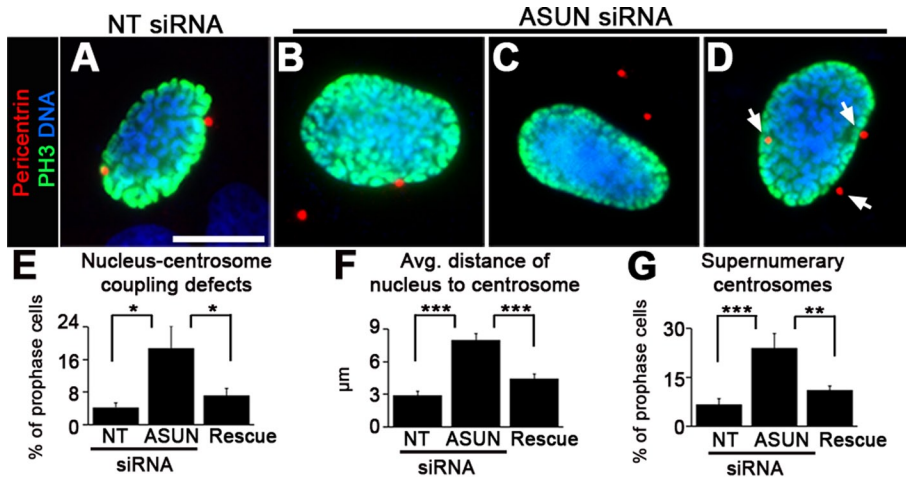 NT siRNA
ASUN siRNA
Pericentrin
PH3 DNA
A
B
C
D
E
Nucleus-centrosome
coupling defects
% of prophase cells
24
16
8
0
*
*
NT ASUN Rescue
siRNA
F
Avg. distance of
nucleus to centrosome
µm
9
6
3
0
***
***
NT ASUN Rescue
siRNA
G
Supernumerary
centrosomes
% of prophase cells
30
15
0
***
**
NT ASUN Rescue
siRNA